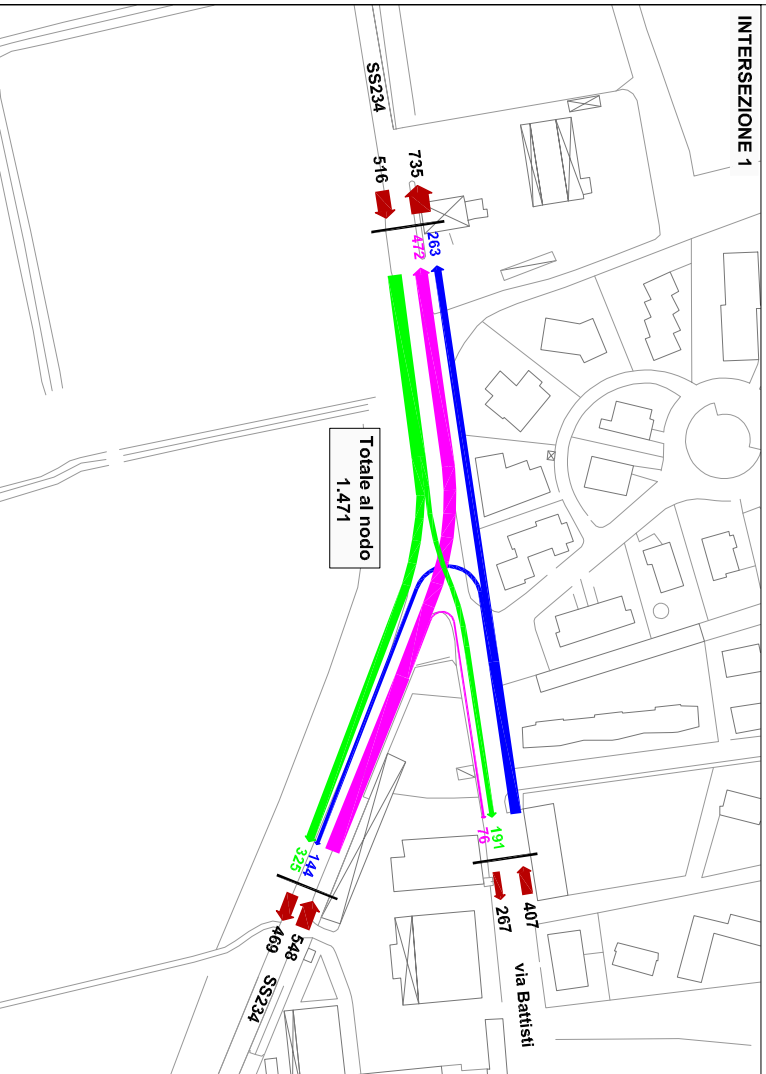 INTERSEZIONE 1
SS234
516
735
263
472
Totale al nodo
1.471
191
76
407
267
via Battisti
144
325
548
469
SS234